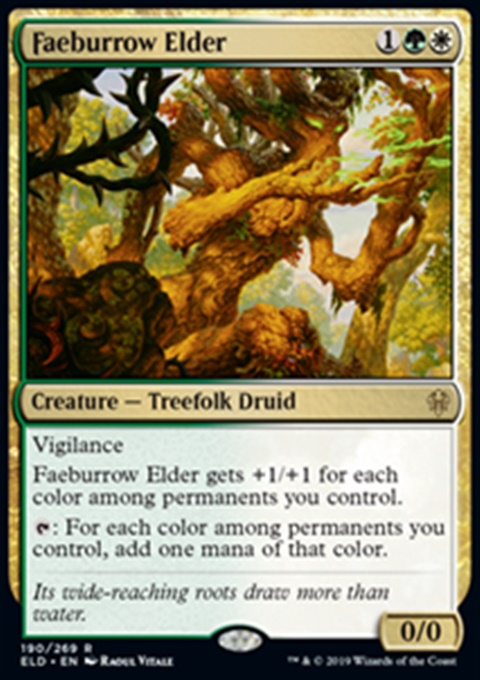 Faeburrow Elder 1
Creature — Treefolk Druid
Vigilance
Faeburrow Elder gets +1/+1 for each
color among permanents you control.
: For each color among permanents you
control, add one mana of that color.
Its wide-reaching roots draw more than
water.
0/0
190/269 R
ELD • EN Raoul Vitale
™ & © 2019 Wizards of the Coast